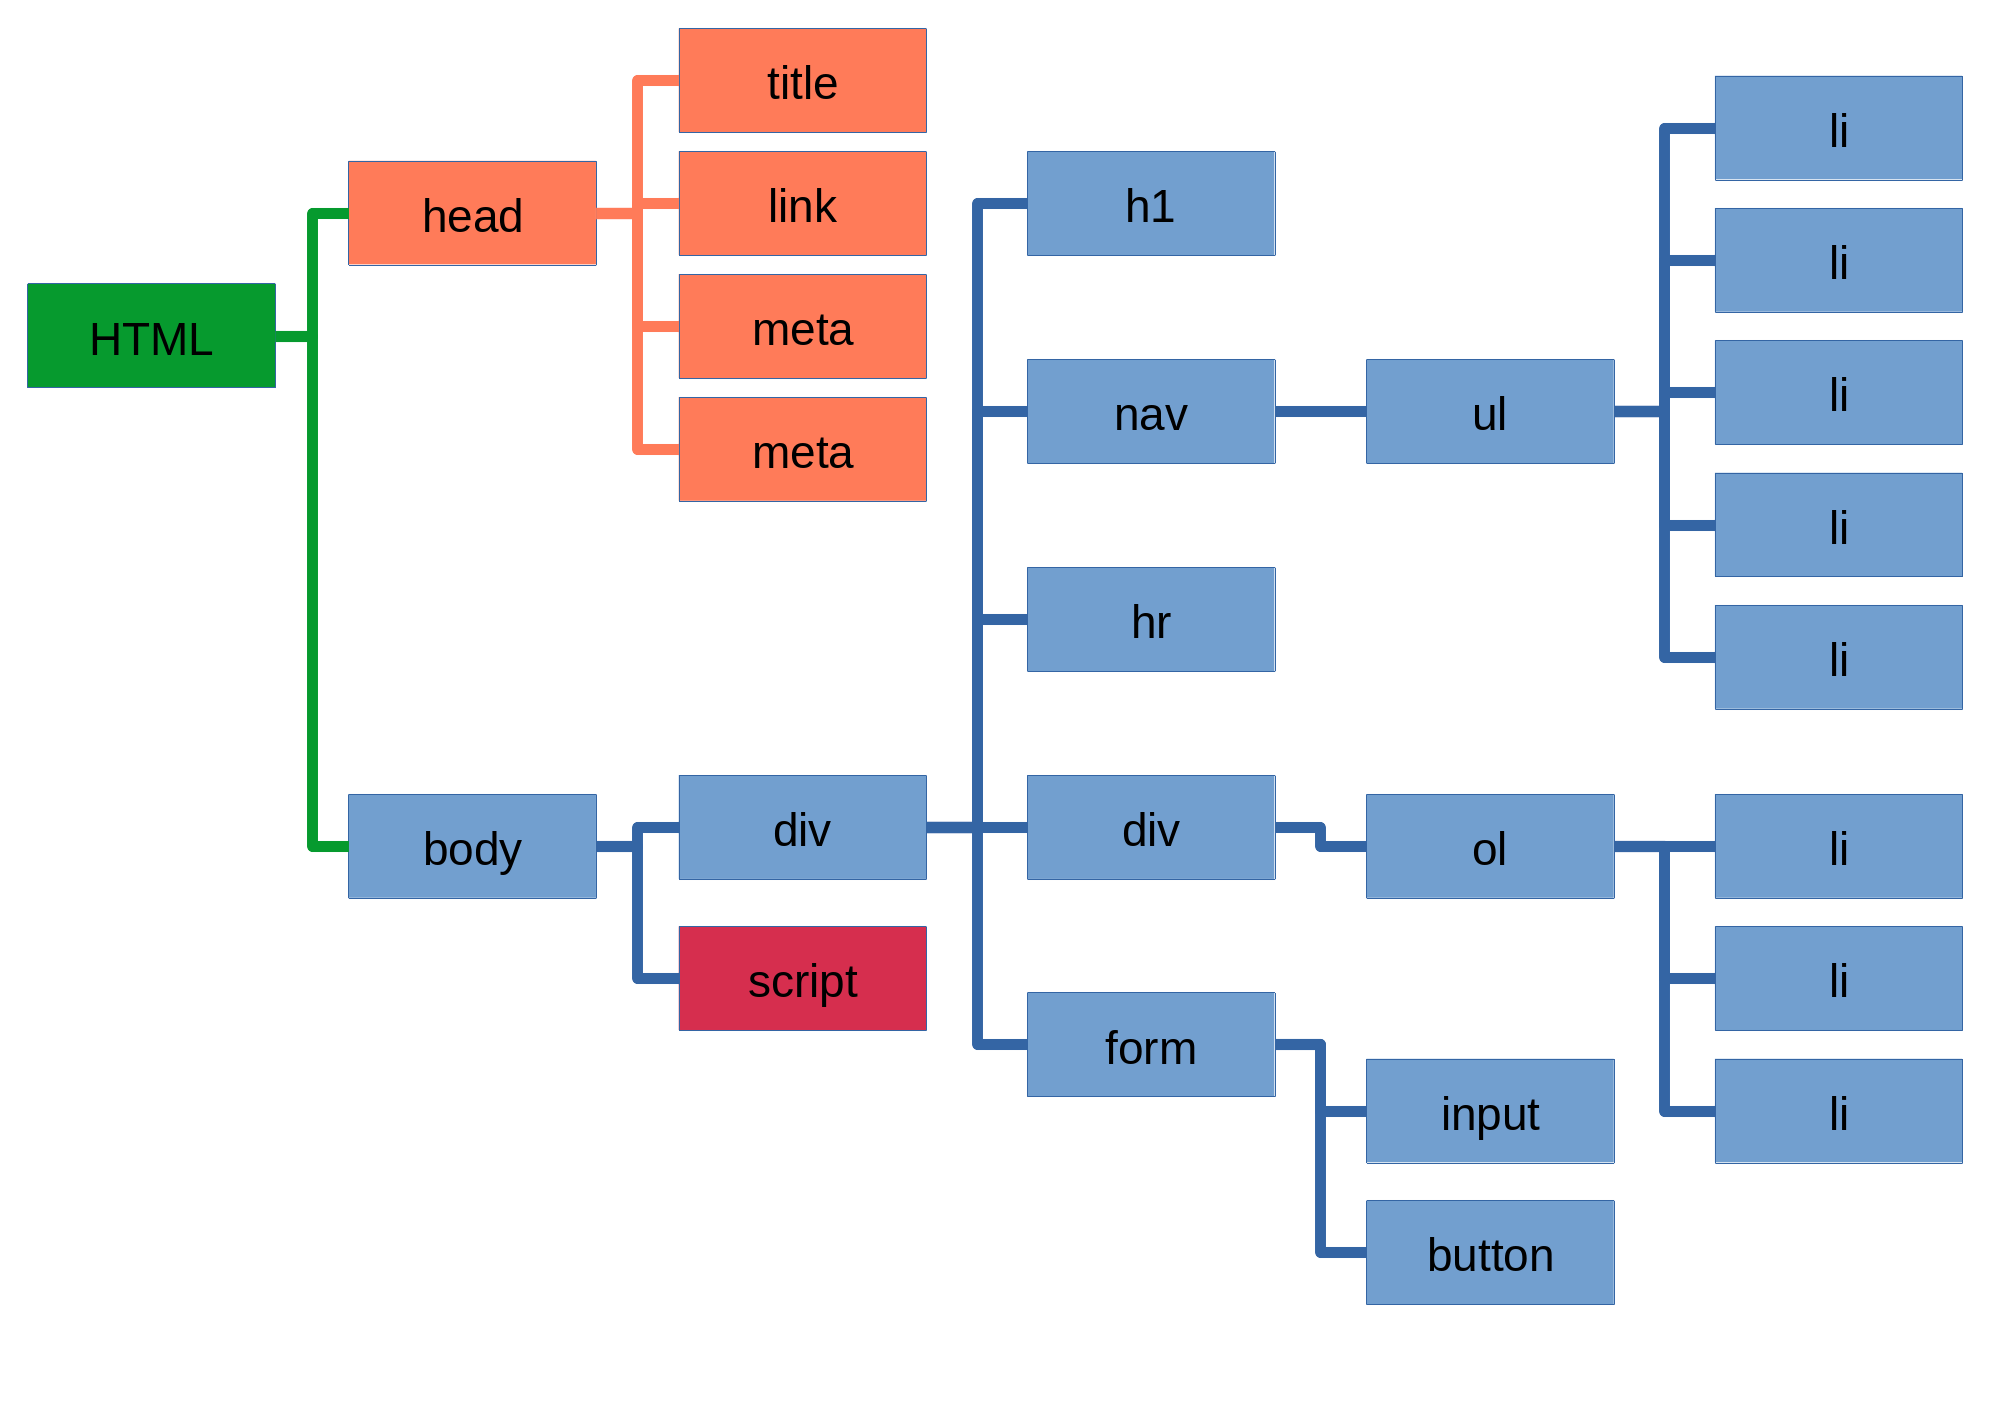 HTML
head
title
link
meta
meta
body
div
script
h1
nav
hr
div
form
ul
li
li
li
li
li
ol
li
li
li
input
button